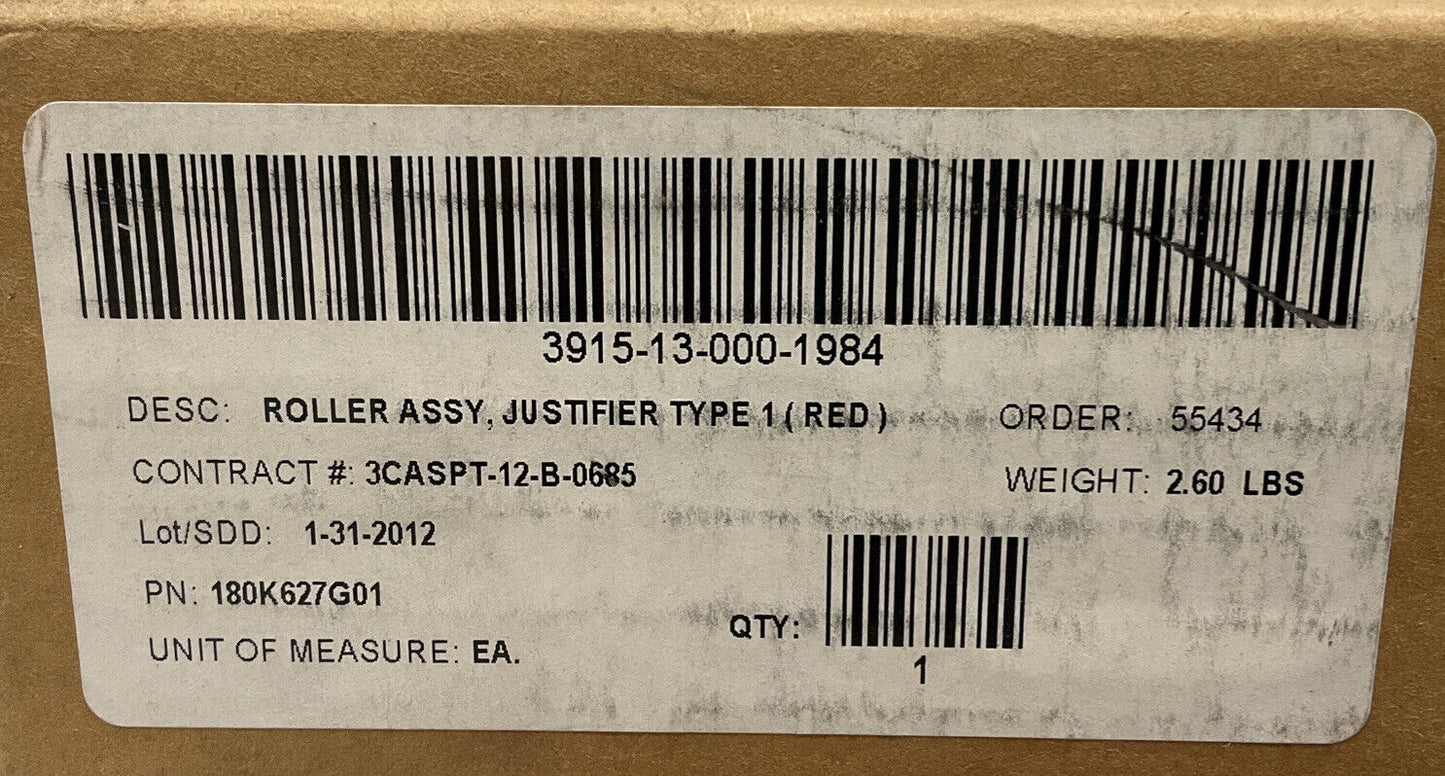 3915-13-000-1984
DESC: ROLLER ASSY, JUSTIFIER TYPE 1 ( RED )
ORDER: 55434
CONTRACT #: 3CASPT-12-B-0685
WEIGHT: 2.60 LBS
Lot/SDD: 1-31-2012
PN: 180K627G01
QTY:
1
UNIT OF MEASURE: EA.